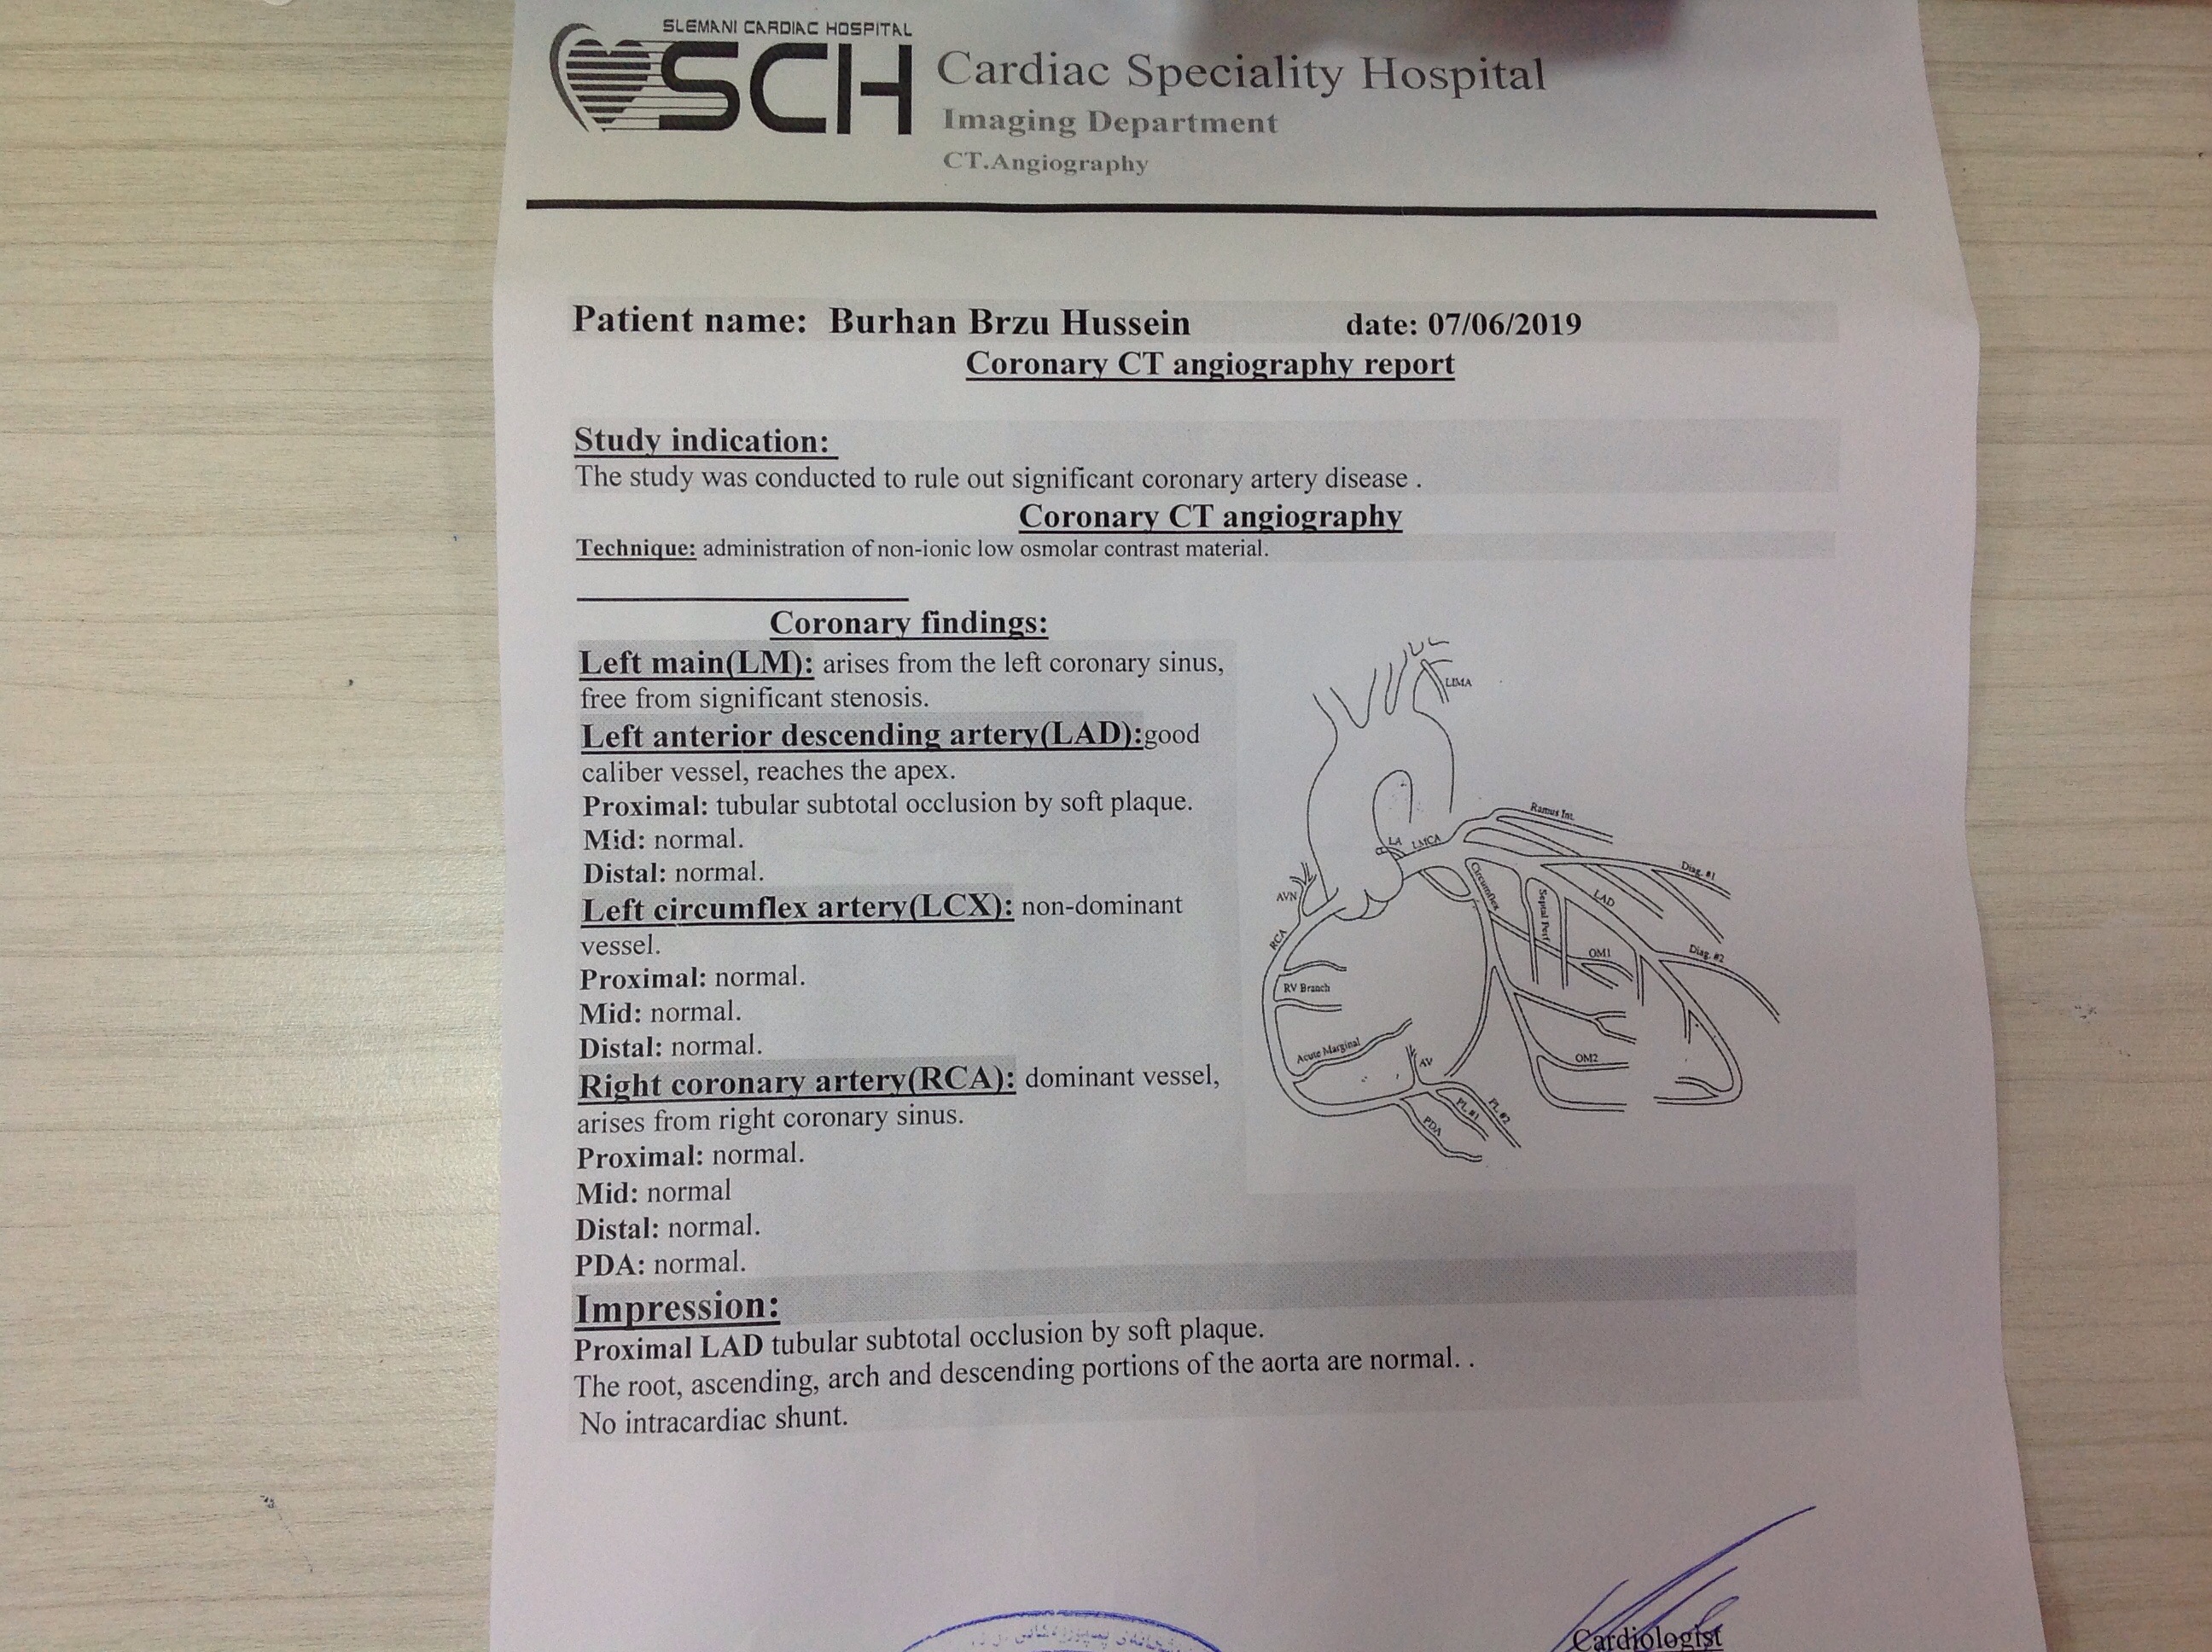 SLEMANI CARDIAC HOSPITAL
SCH
Cardiac Speciality Hospital
Imaging Department
CT.Angiography
Patient name: Burhan Brzu Hussein date: 07/06/2019
Coronary CT angiography report
Study indication:
The study was conducted to rule out significant coronary artery disease .
Coronary CT angiography
Technique: administration of non-ionic low osmolar contrast material.
Coronary findings:
Left main(LM): arises from the left coronary sinus,
free from significant stenosis.
Left anterior descending artery(LAD):good
caliber vessel, reaches the apex.
Proximal: tubular subtotal occlusion by soft plaque.
Mid: normal.
Distal: normal.
Left circumflex artery(LCX): non-dominant
vessel.
Proximal: normal.
Mid: normal.
Distal: normal.
Right coronary artery(RCA): dominant vessel,
arises from right coronary sinus.
Proximal: normal.
Mid: normal
Distal: normal.
PDA: normal.
LIMA
Ramus Int.
LA LMCA
Diag. #1
Circumflex
LAD
AVN
Septal Perf
RCA
OM1
Diag. #2
RV Branch
Acute Marginal
AV
OM2
PL #1
PL #2
PDA
Impression:
Proximal LAD tubular subtotal occlusion by soft plaque.
The root, ascending, arch and descending portions of the aorta are normal. .
No intracardiac shunt.
Cardiologist